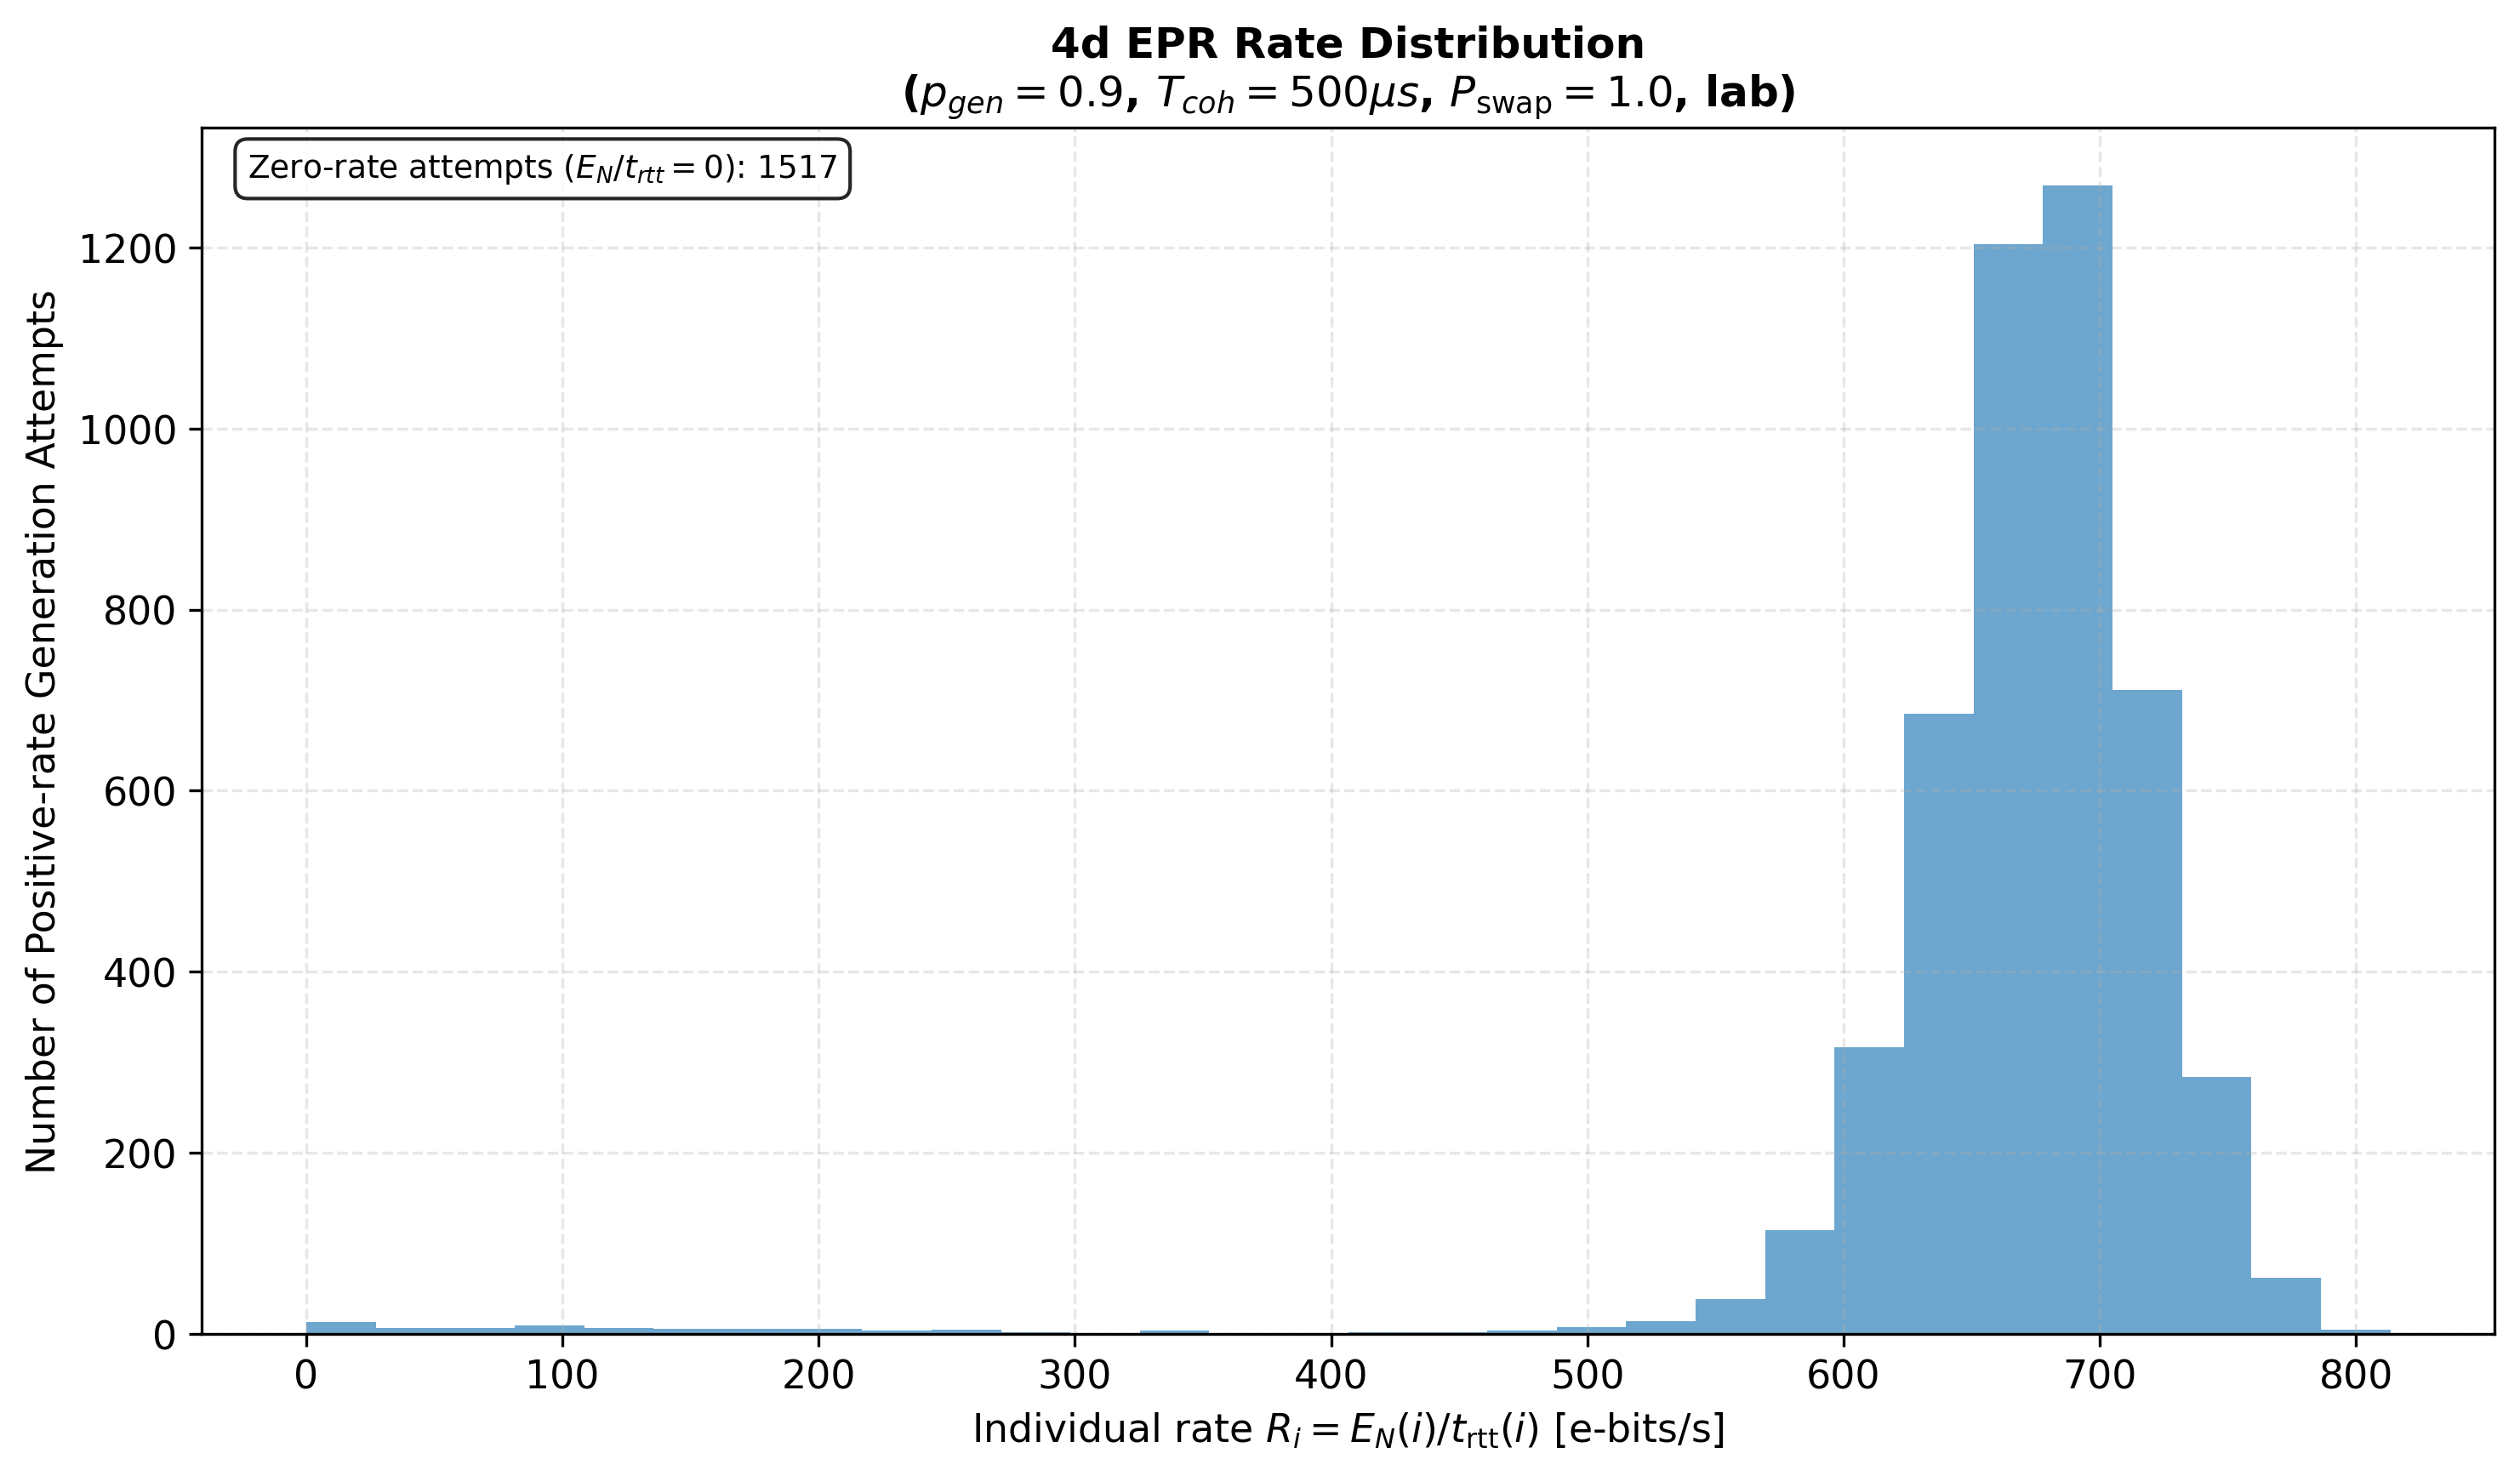 4d EPR Rate Distribution
(p_gen = 0.9, T_coh = 500μs, P_swap = 1.0, lab)
Zero-rate attempts (E_N/t_rtt = 0): 1517
Number of Positive-rate Generation Attempts
1200
1000
800
600
400
200
0
0 100 200 300 400 500 600 700 800
Individual rate R_i = E_N(i)/t_rtt(i) [e-bits/s]